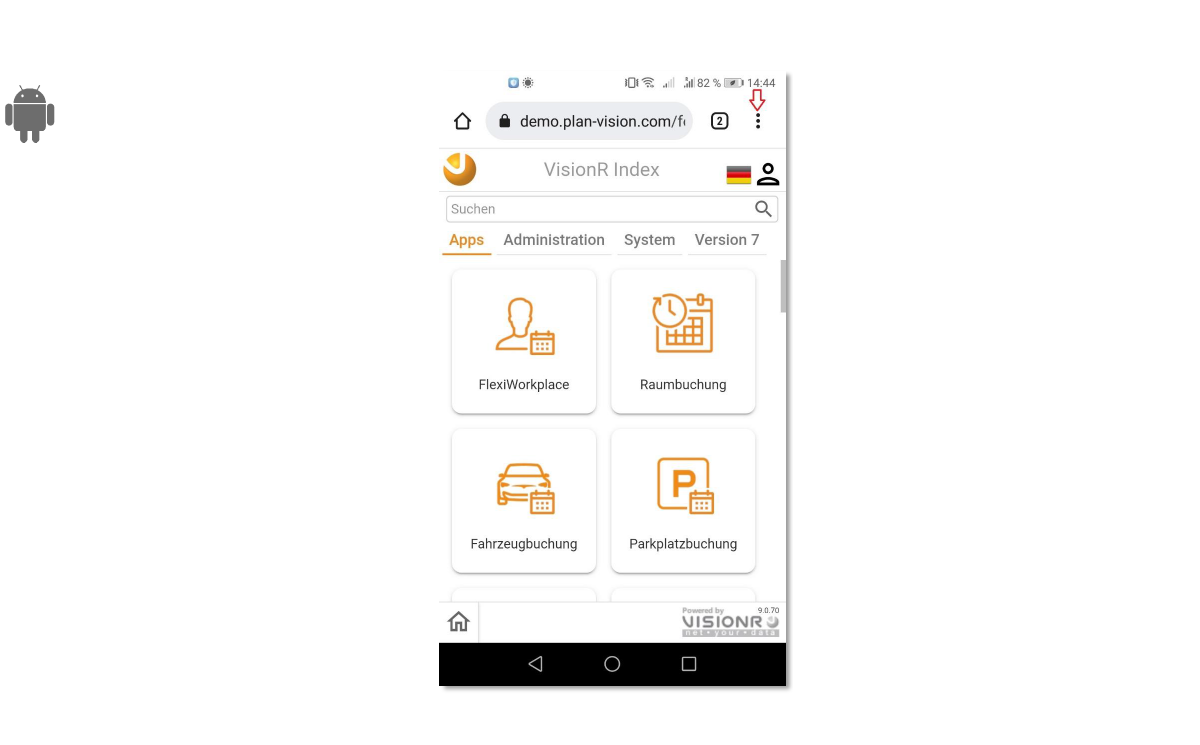 82 % 14:44
demo.plan-vision.com/f
2
VisionR Index
Suchen
Apps Administration System Version 7
FlexiWorkplace Raumbuchung
P
Fahrzeugbuchung Parkplatzbuchung
Powered by 9.0.70
VISIONR
net • your • data